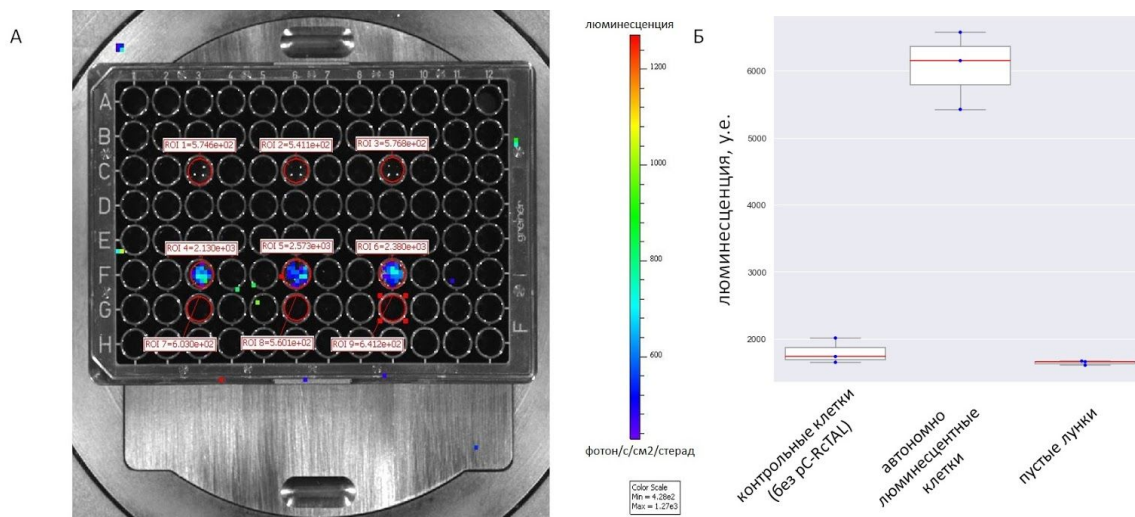 А
люминесценция
Б
1 2 3 4 5 6 7 8 9 10 11 12
A
B
C
D
E
F
G
H
ROI 1=5.746e+02
ROI 2=5.411e+02
ROI 3=5.768e+02
ROI 4=2.130e+03
ROI 5=2.573e+03
ROI 6=2.380e+03
ROI 7=6.030e+02
ROI 8=5.601e+02
ROI 9=6.412e+02
greiner
F
1200
1000
800
600
фотон/с/см2/стерад
Color Scale
Min = 4.28e2
Max = 1.27e3
люминесценция, у.е.
6000
5000
4000
3000
2000
контрольные клетки
(без pC-RcTAL)
автономно
люминесцентные
клетки
пустые лунки